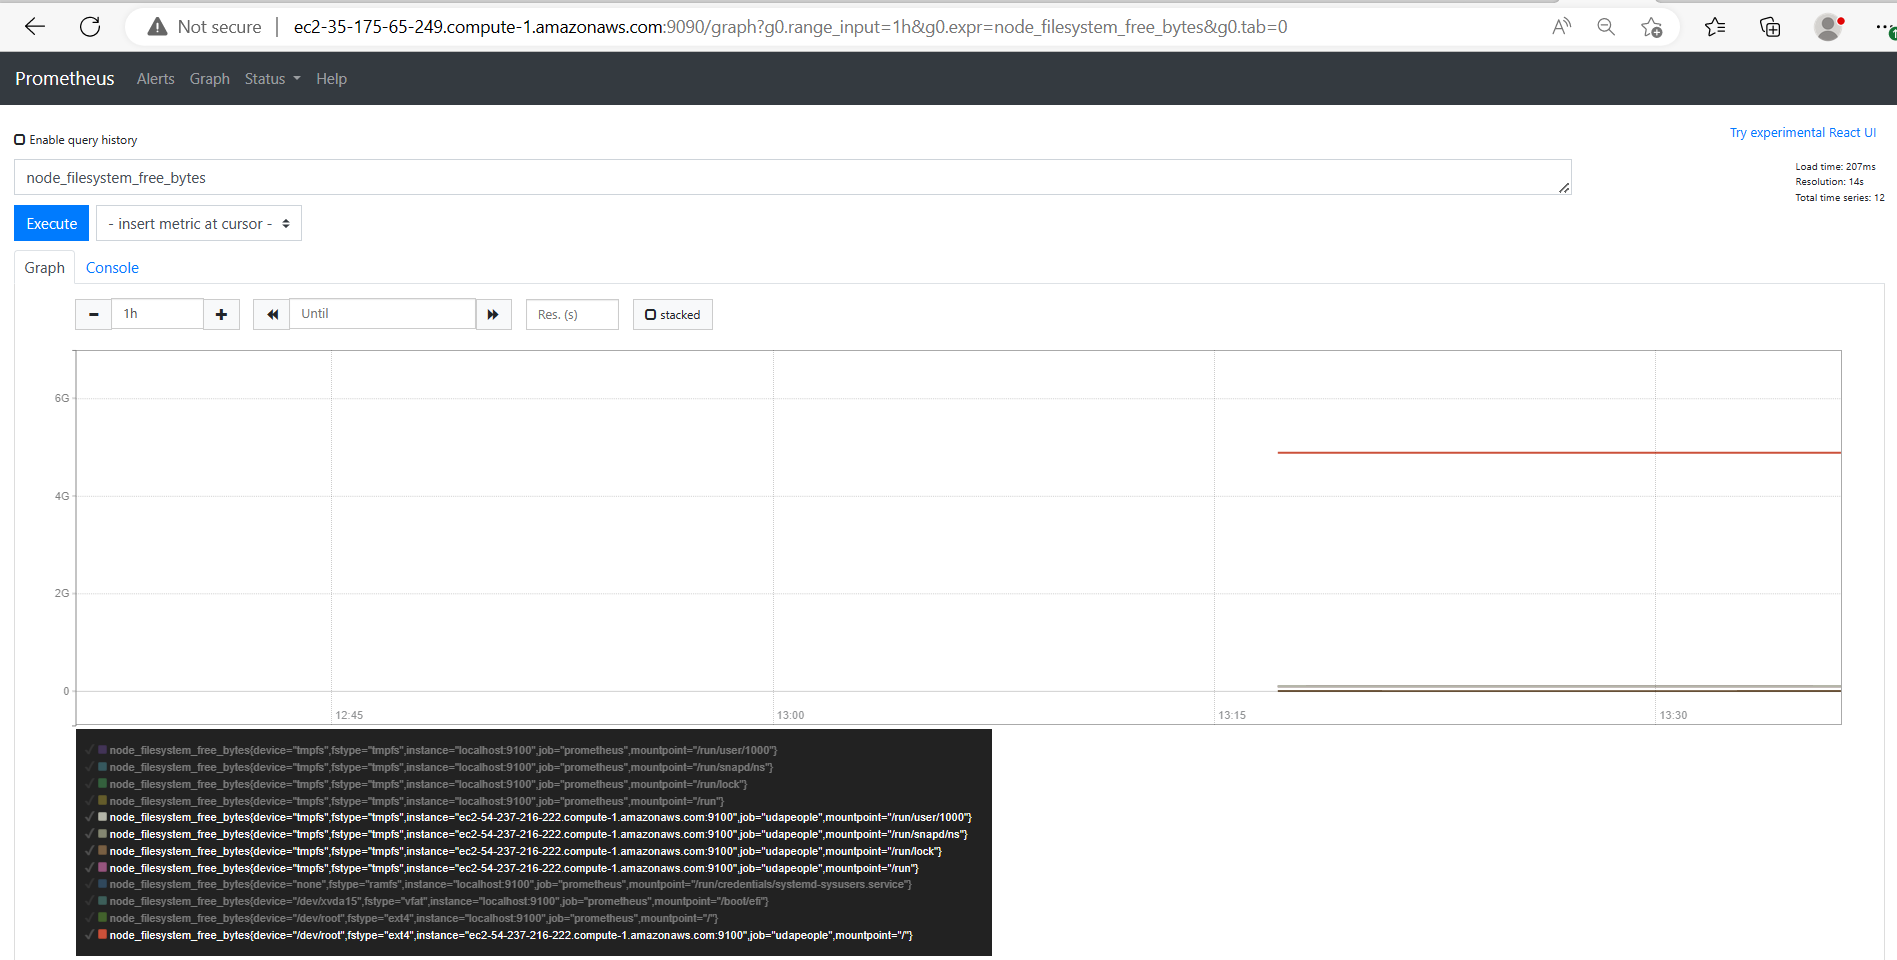 Not secure | ec2-35-175-65-249.compute-1.amazonaws.com:9090/graph?g0.range_input=1h&g0.expr=node_filesystem_free_bytes&g0.tab=0
Prometheus Alerts Graph Status Help
Enable query history
Try experimental React UI
node_filesystem_free_bytes
Load time: 207ms
Resolution: 14s
Total time series: 12
Execute - insert metric at cursor -
Graph Console
1h Until Res. (s) stacked
6G
4G
2G
0
12:45 13:00 13:15 13:30
node_filesystem_free_bytes{device="tmpfs",fstype="tmpfs",instance="localhost:9100",job="prometheus",mountpoint="/run/user/1000"}
node_filesystem_free_bytes{device="tmpfs",fstype="tmpfs",instance="localhost:9100",job="prometheus",mountpoint="/run/snapd/ns"}
node_filesystem_free_bytes{device="tmpfs",fstype="tmpfs",instance="localhost:9100",job="prometheus",mountpoint="/run/lock"}
node_filesystem_free_bytes{device="tmpfs",fstype="tmpfs",instance="localhost:9100",job="prometheus",mountpoint="/run"}
node_filesystem_free_bytes{device="tmpfs",fstype="tmpfs",instance="ec2-54-237-216-222.compute-1.amazonaws.com:9100",job="udapeople",mountpoint="/run/user/1000"}
node_filesystem_free_bytes{device="tmpfs",fstype="tmpfs",instance="ec2-54-237-216-222.compute-1.amazonaws.com:9100",job="udapeople",mountpoint="/run/snapd/ns"}
node_filesystem_free_bytes{device="tmpfs",fstype="tmpfs",instance="ec2-54-237-216-222.compute-1.amazonaws.com:9100",job="udapeople",mountpoint="/run/lock"}
node_filesystem_free_bytes{device="tmpfs",fstype="tmpfs",instance="ec2-54-237-216-222.compute-1.amazonaws.com:9100",job="udapeople",mountpoint="/run"}
node_filesystem_free_bytes{device="none",fstype="ramfs",instance="localhost:9100",job="prometheus",mountpoint="/run/credentials/systemd-sysusers.service"}
node_filesystem_free_bytes{device="/dev/xvda15",fstype="vfat",instance="localhost:9100",job="prometheus",mountpoint="/boot/efi"}
node_filesystem_free_bytes{device="/dev/root",fstype="ext4",instance="localhost:9100",job="prometheus",mountpoint="/"}
node_filesystem_free_bytes{device="/dev/root",fstype="ext4",instance="ec2-54-237-216-222.compute-1.amazonaws.com:9100",job="udapeople",mountpoint="/"}